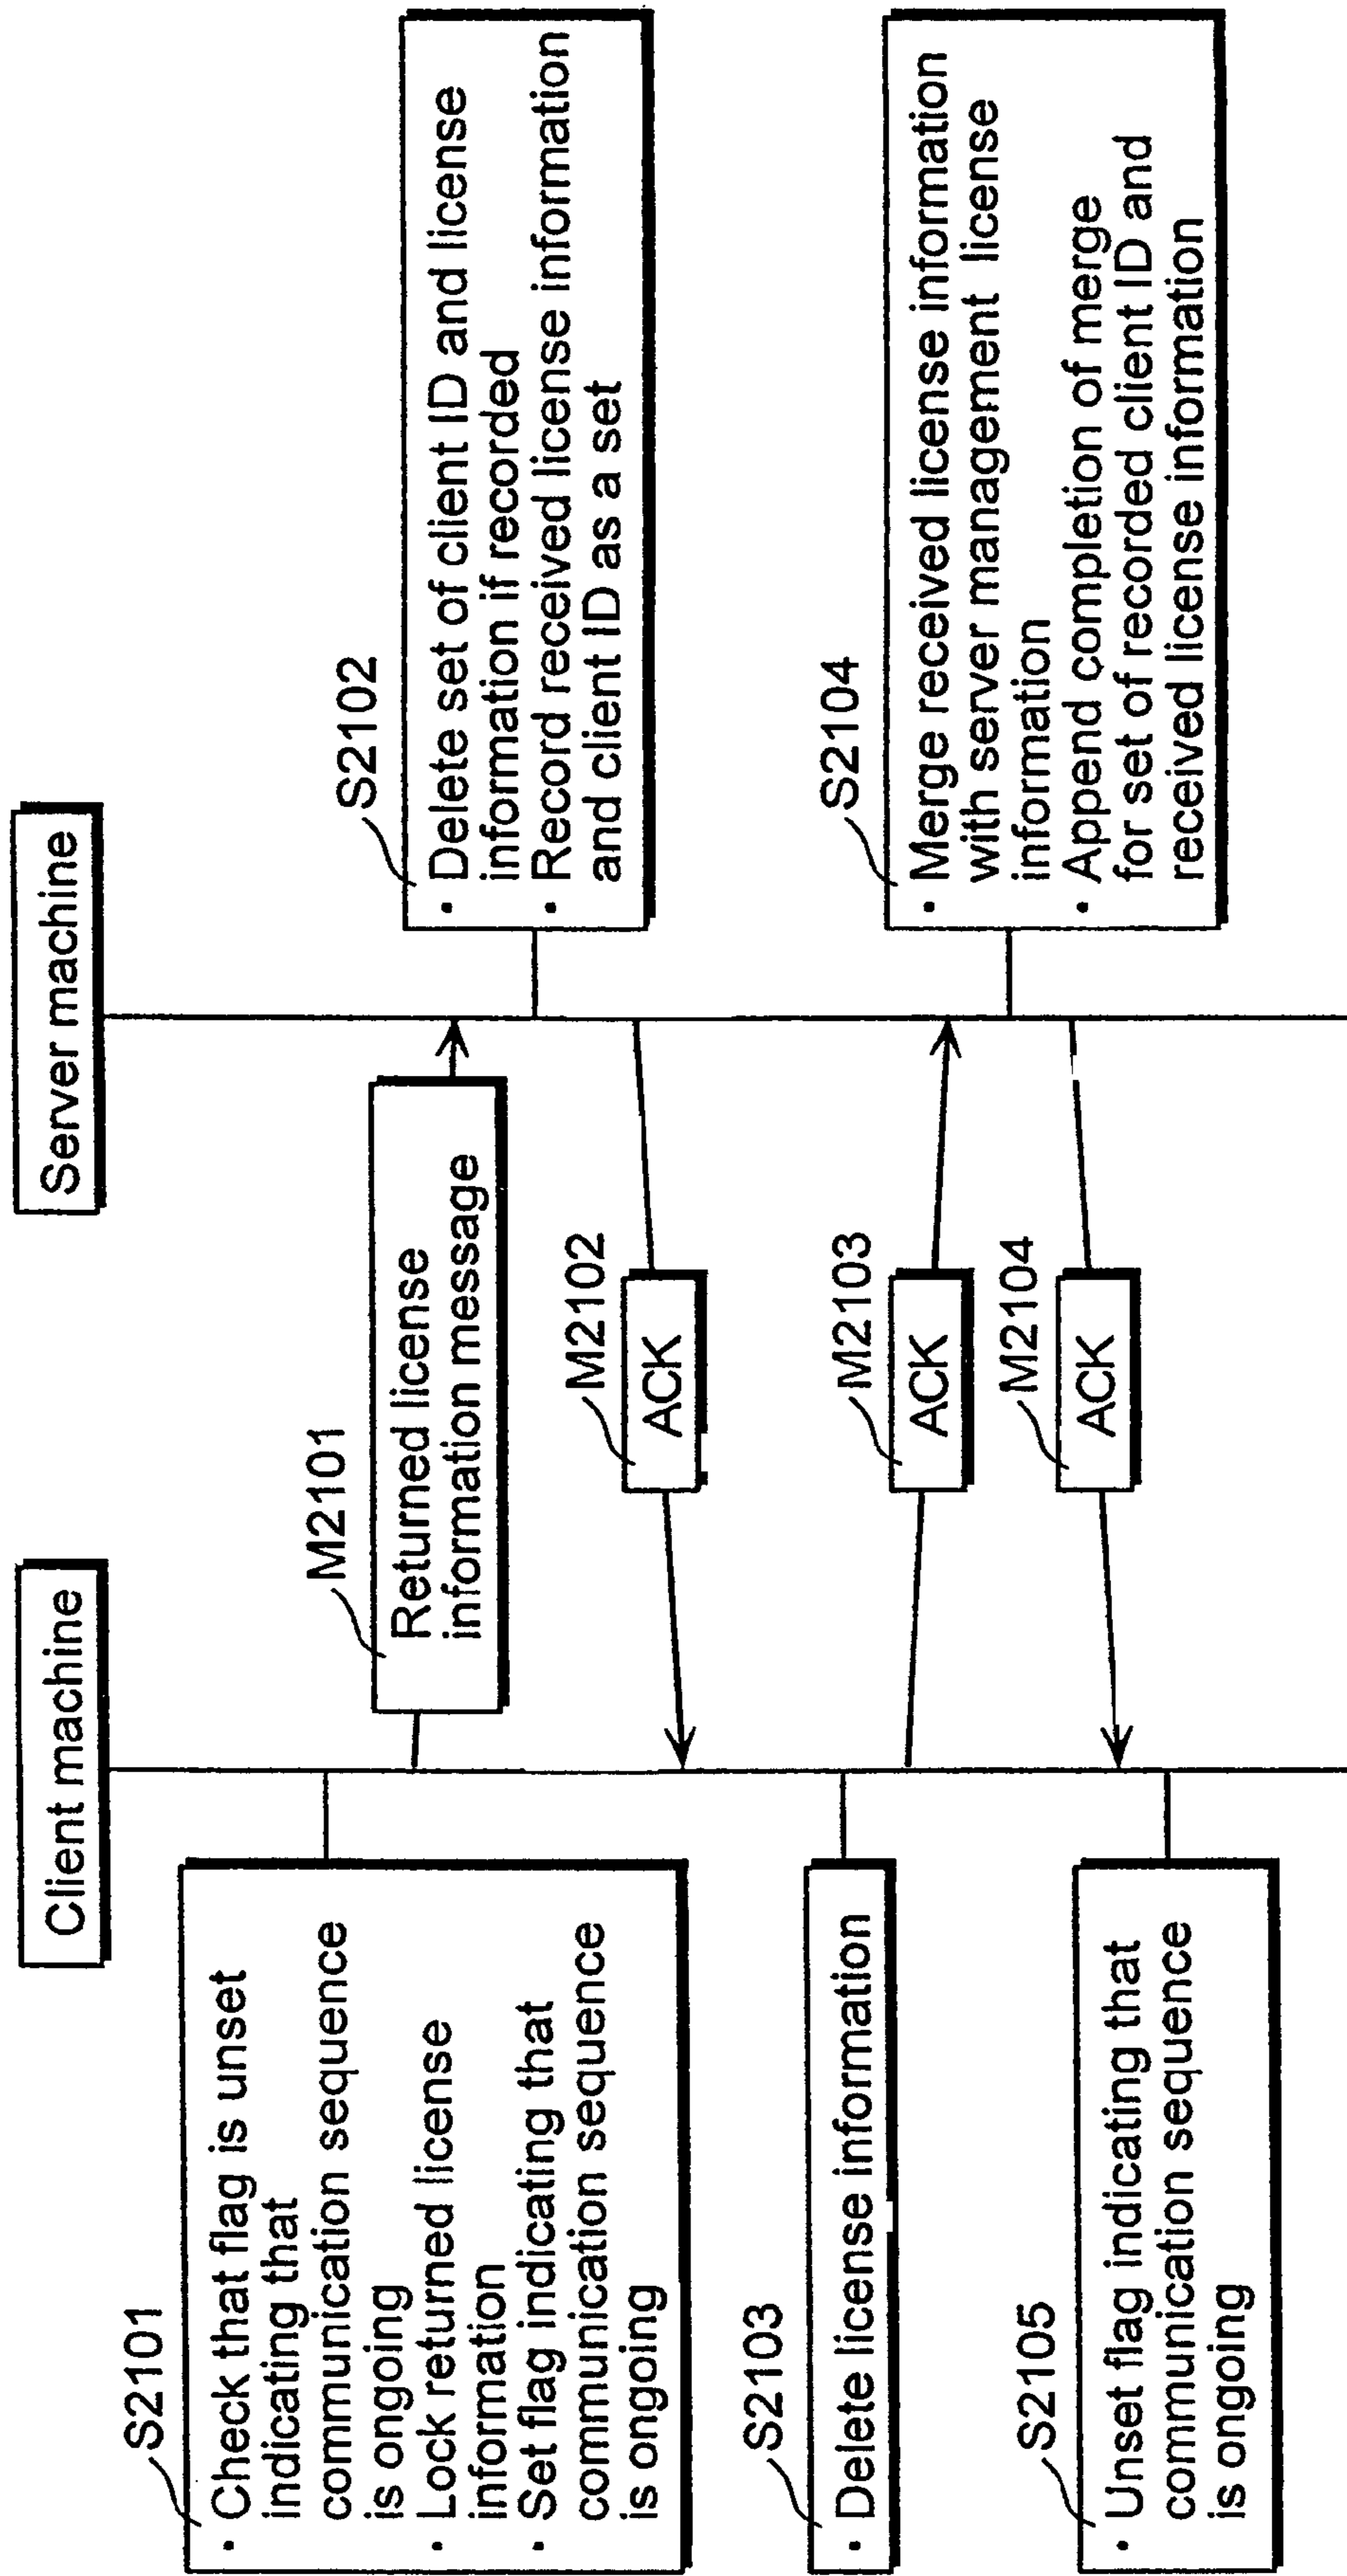 Client machine
Server machine
S2101
· Check that flag is unset
indicating that
communication sequence
is ongoing
· Lock returned license
information
· Set flag indicating that
communication sequence
is ongoing
M2101
Returned license
information message
S2102
· Delete set of client ID and license
information if recorded
· Record received license information
and client ID as a set
M2102
ACK
S2103
· Delete license information
M2103
ACK
S2104
· Merge received license information
with server management license
information
· Append completion of merge
for set of recorded client ID and
received license information
M2104
ACK
S2105
· Unset flag indicating that
communication sequence
is ongoing